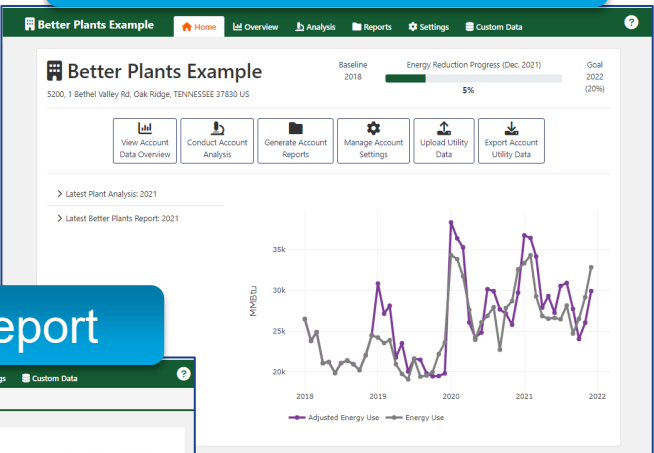 Better Plants Example Home Overview Analysis Reports Settings Custom Data ?
Better Plants Example
5200, 1 Bethel Valley Rd, Oak Ridge, TENNESSEE 37830 US
Baseline
2018
Energy Reduction Progress (Dec. 2021)
5%
Goal
2022
(20%)
View Account
Data Overview
Conduct Account
Analysis
Generate Account
Reports
Manage Account
Settings
Upload Utility
Data
Export Account
Utility Data
Latest Plant Analysis: 2021
Latest Better Plants Report: 2021
MMBtu
35k
30k
25k
20k
2018 2019 2020 2021 2022
Adjusted Energy Use Energy Use
eport
gs Custom Data ?